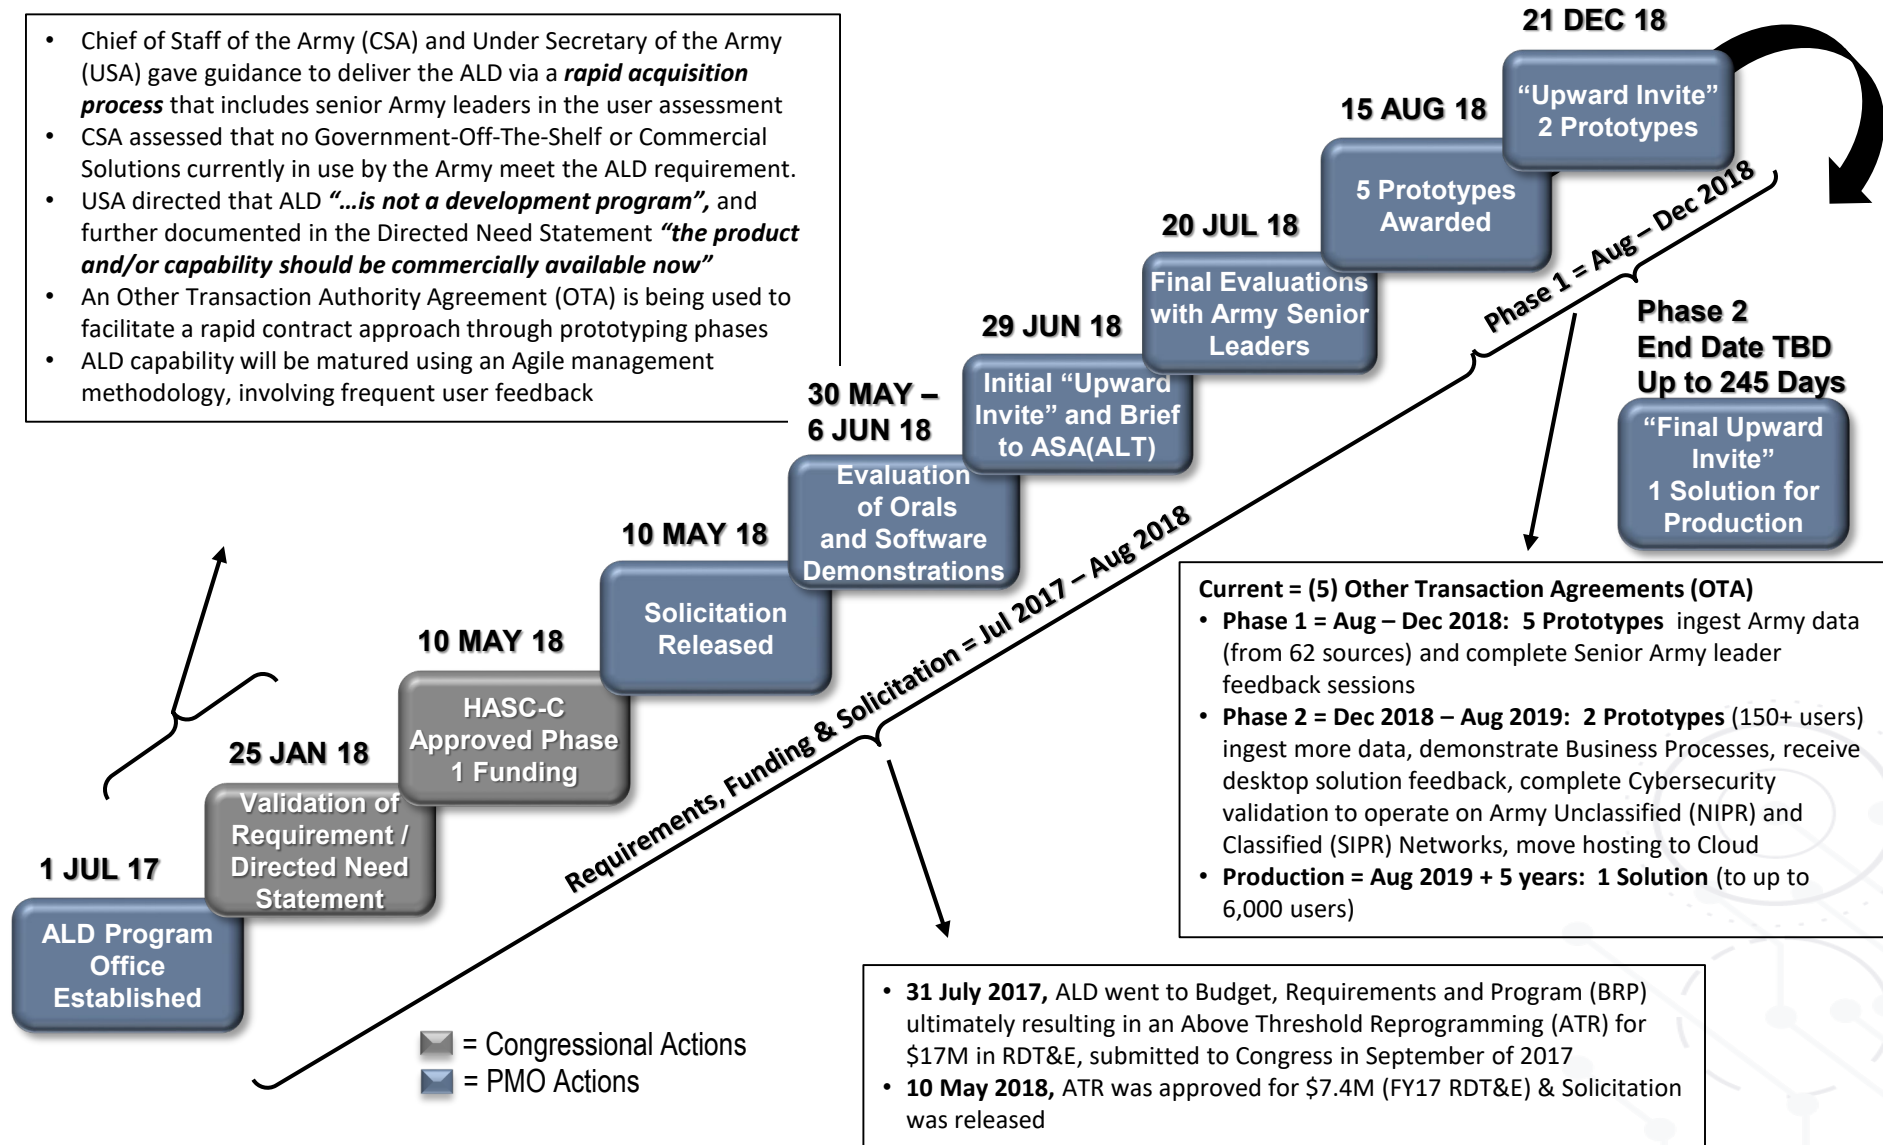 • Chief of Staff of the Army (CSA) and Under Secretary of the Army
(USA) gave guidance to deliver the ALD via a rapid acquisition
process that includes senior Army leaders in the user assessment
• CSA assessed that no Government-Off-The-Shelf or Commercial
Solutions currently in use by the Army meet the ALD requirement.
• USA directed that ALD “...is not a development program”, and
further documented in the Directed Need Statement “the product
and/or capability should be commercially available now”
• An Other Transaction Authority Agreement (OTA) is being used to
facilitate a rapid contract approach through prototyping phases
• ALD capability will be matured using an Agile management
methodology, involving frequent user feedback
1 JUL 17
ALD Program
Office
Established
25 JAN 18
Validation of
Requirement /
Directed Need
Statement
10 MAY 18
HASC-C
Approved Phase
1 Funding
10 MAY 18
Solicitation
Released
30 MAY –
6 JUN 18
Evaluation
of Orals
and Software
Demonstrations
29 JUN 18
Initial “Upward
Invite” and Brief
to ASA(ALT)
20 JUL 18
Final Evaluations
with Army Senior
Leaders
15 AUG 18
5 Prototypes
Awarded
21 DEC 18
“Upward Invite”
2 Prototypes
Phase 1 = Aug – Dec 2018
Phase 2
End Date TBD
Up to 245 Days
“Final Upward
Invite”
1 Solution for
Production
Requirements, Funding & Solicitation = Jul 2017 – Aug 2018
Current = (5) Other Transaction Agreements (OTA)
• Phase 1 = Aug – Dec 2018: 5 Prototypes ingest Army data
(from 62 sources) and complete Senior Army leader
feedback sessions
• Phase 2 = Dec 2018 – Aug 2019: 2 Prototypes (150+ users)
ingest more data, demonstrate Business Processes, receive
desktop solution feedback, complete Cybersecurity
validation to operate on Army Unclassified (NIPR) and
Classified (SIPR) Networks, move hosting to Cloud
• Production = Aug 2019 + 5 years: 1 Solution (to up to
6,000 users)
• 31 July 2017, ALD went to Budget, Requirements and Program (BRP)
ultimately resulting in an Above Threshold Reprogramming (ATR) for
$17M in RDT&E, submitted to Congress in September of 2017
• 10 May 2018, ATR was approved for $7.4M (FY17 RDT&E) & Solicitation
was released
= Congressional Actions
= PMO Actions